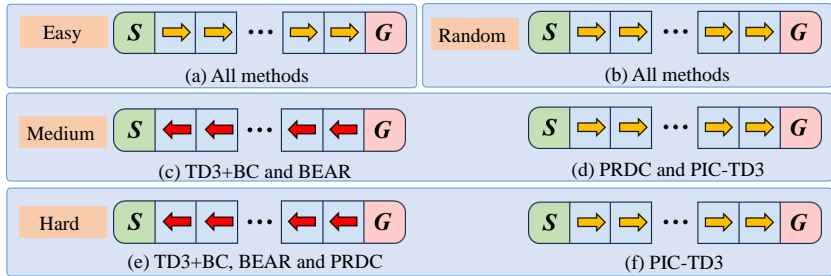 Easy S ••• G
(a) All methods
Random S ••• G
(b) All methods
Medium S ••• G
(c) TD3+BC and BEAR
S ••• G
(d) PRDC and PIC-TD3
Hard S ••• G
(e) TD3+BC, BEAR and PRDC
S ••• G
(f) PIC-TD3